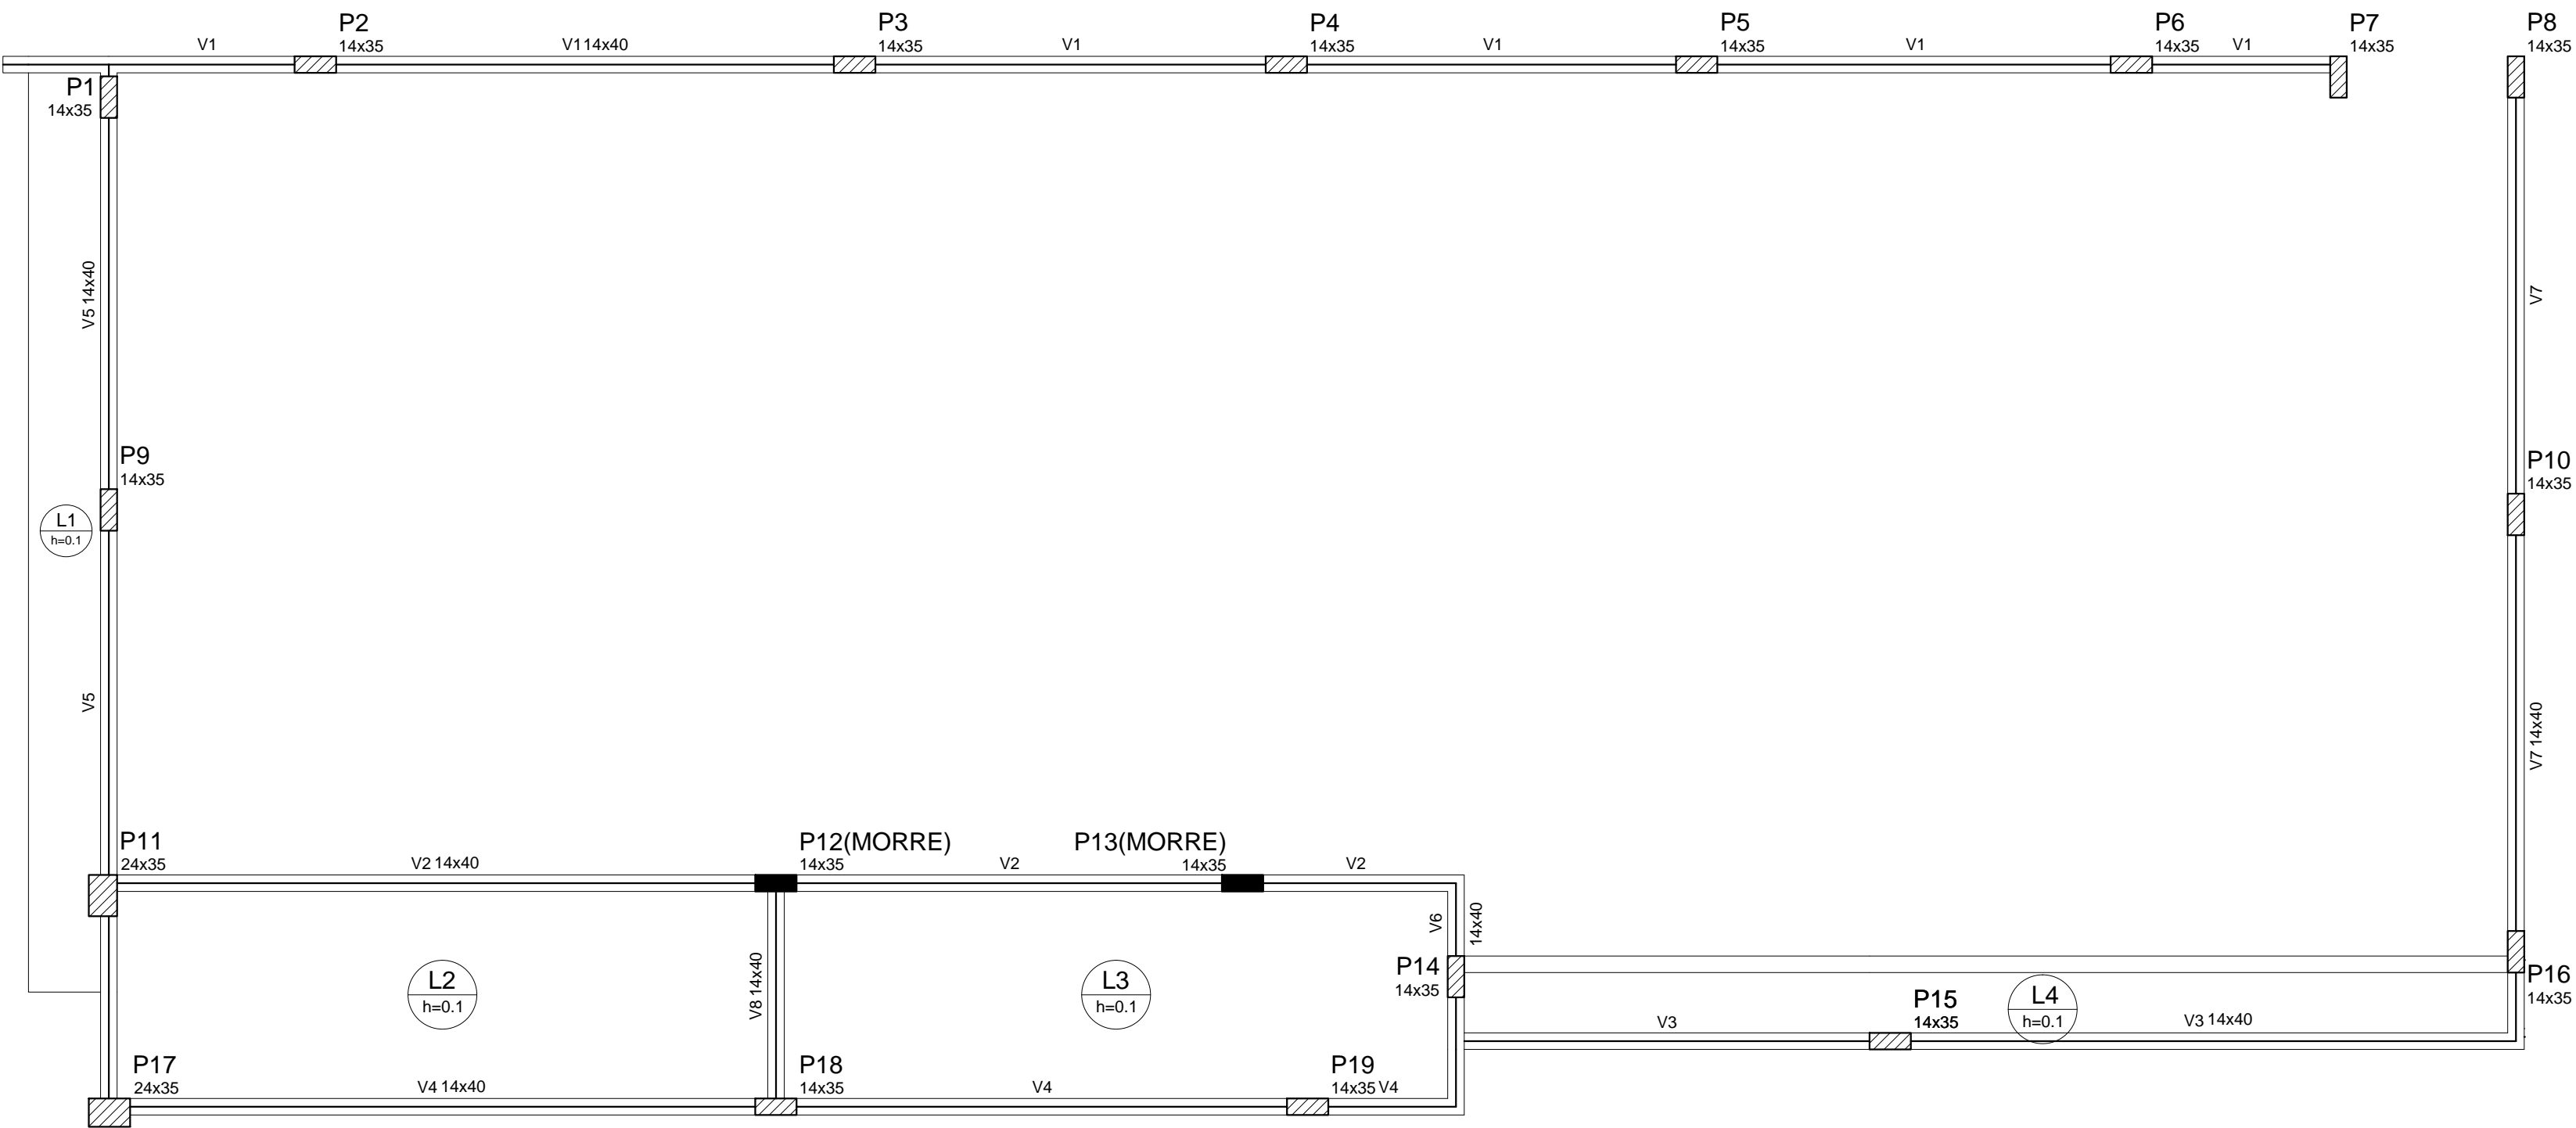 P2
14x35
P3
14x35
P4
14x35
P5
14x35
P6
14x35
P7
14x35
P8
14x35
V1
V1 14x40
V1
V1
V1
V1
P1
14x35
V5 14x40
V7
P9
14x35
P10
14x35
L1
h=0.1
V5
V7 14x40
P11
24x35
V2 14x40
P12(MORRE)
14x35
V2
P13(MORRE)
14x35
V2
V6
14x40
L2
h=0.1
V8 14x40
L3
h=0.1
P14
14x35
P15
14x35
L4
h=0.1
P16
14x35
V3
V3 14x40
P17
24x35
V4 14x40
P18
14x35
V4
P19
14x35
V4